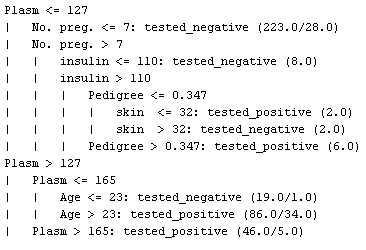 Plasm <= 127
|   No. preg. <= 7: tested_negative (223.0/28.0)
|   No. preg. > 7
|   |   insulin <= 110: tested_negative (8.0)
|   |   insulin > 110
|   |   |   Pedigree <= 0.347
|   |   |   |   skin  <= 32: tested_positive (2.0)
|   |   |   |   skin  > 32: tested_negative (2.0)
|   |   |   Pedigree > 0.347: tested_positive (6.0)
Plasm > 127
|   Plasm <= 165
|   |   Age <= 23: tested_negative (19.0/1.0)
|   |   Age > 23: tested_positive (86.0/34.0)
|   Plasm > 165: tested_positive (46.0/5.0)